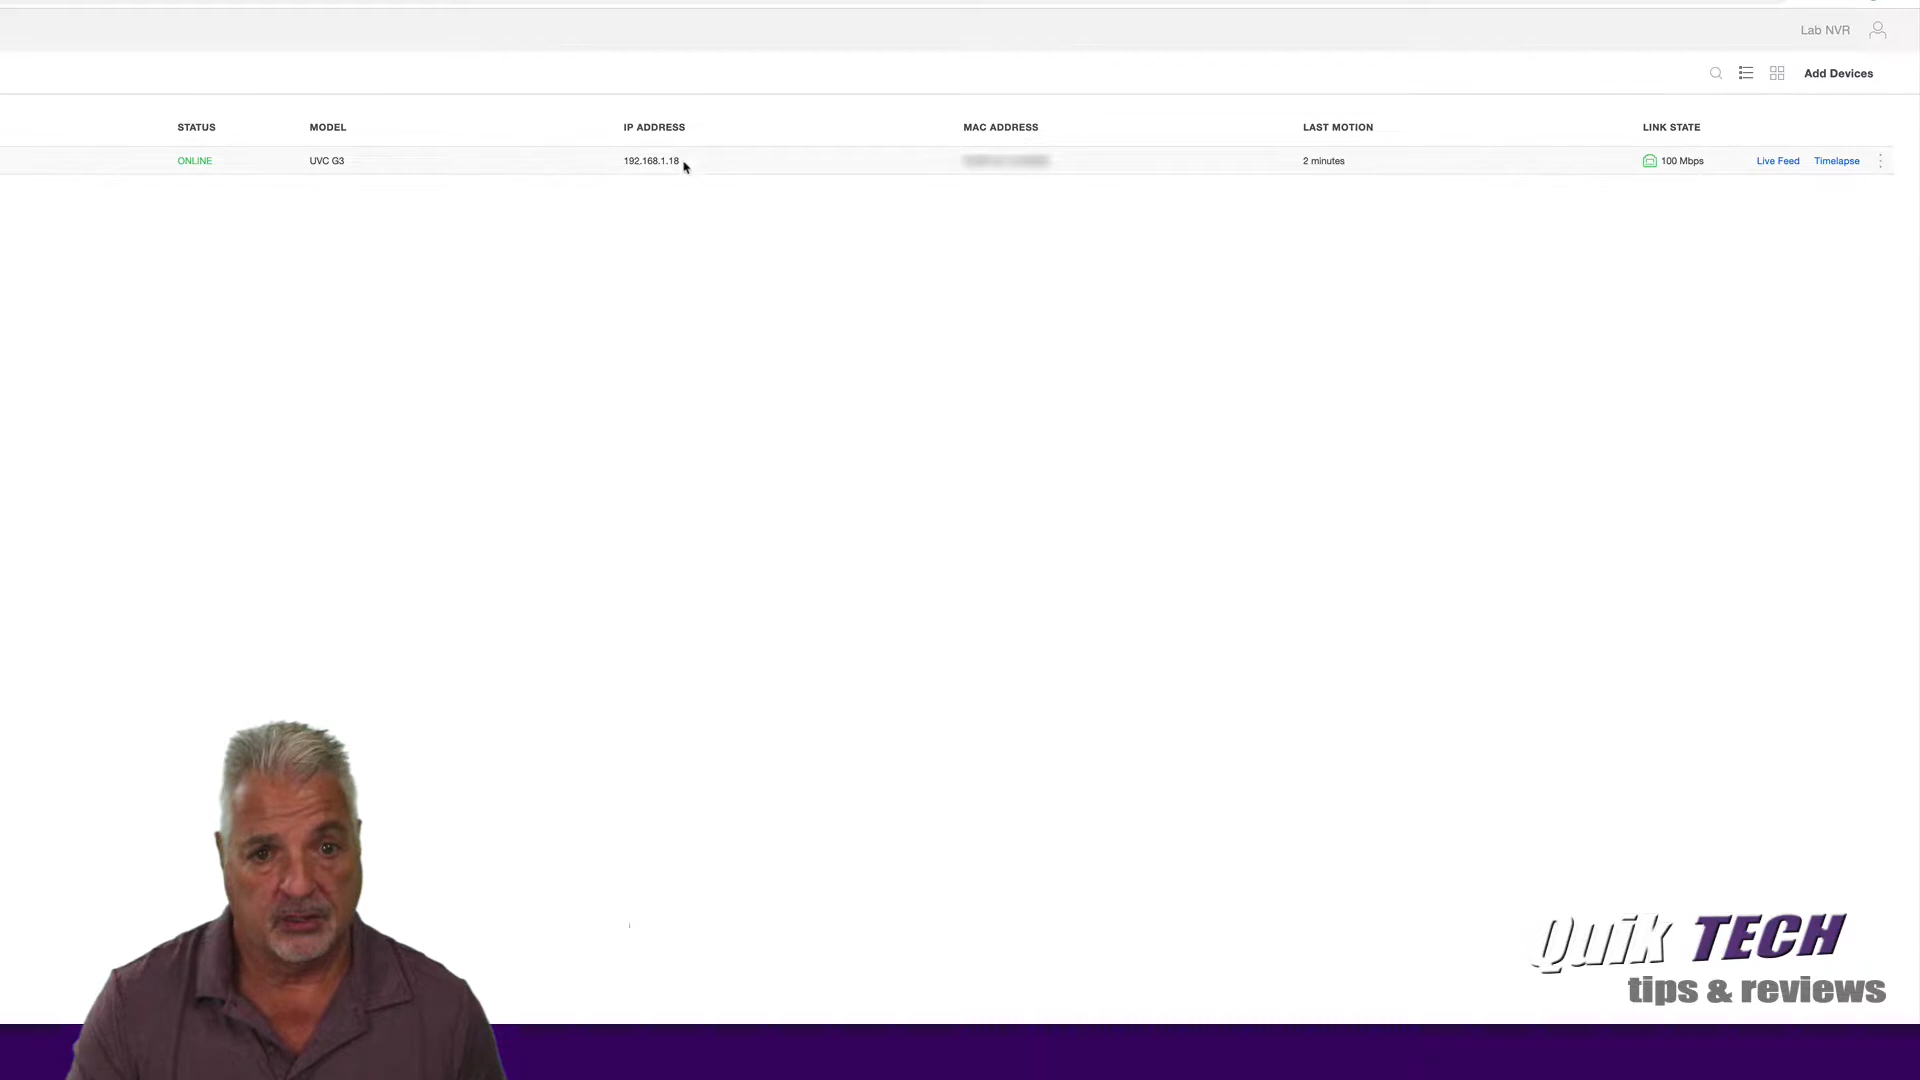 Lab NVR
Add Devices
STATUS MODEL IP ADDRESS MAC ADDRESS LAST MOTION LINK STATE
ONLINE UVC G3 192.168.1.18 2 minutes 100 Mbps Live Feed Timelapse
Quik TECH
tips & reviews